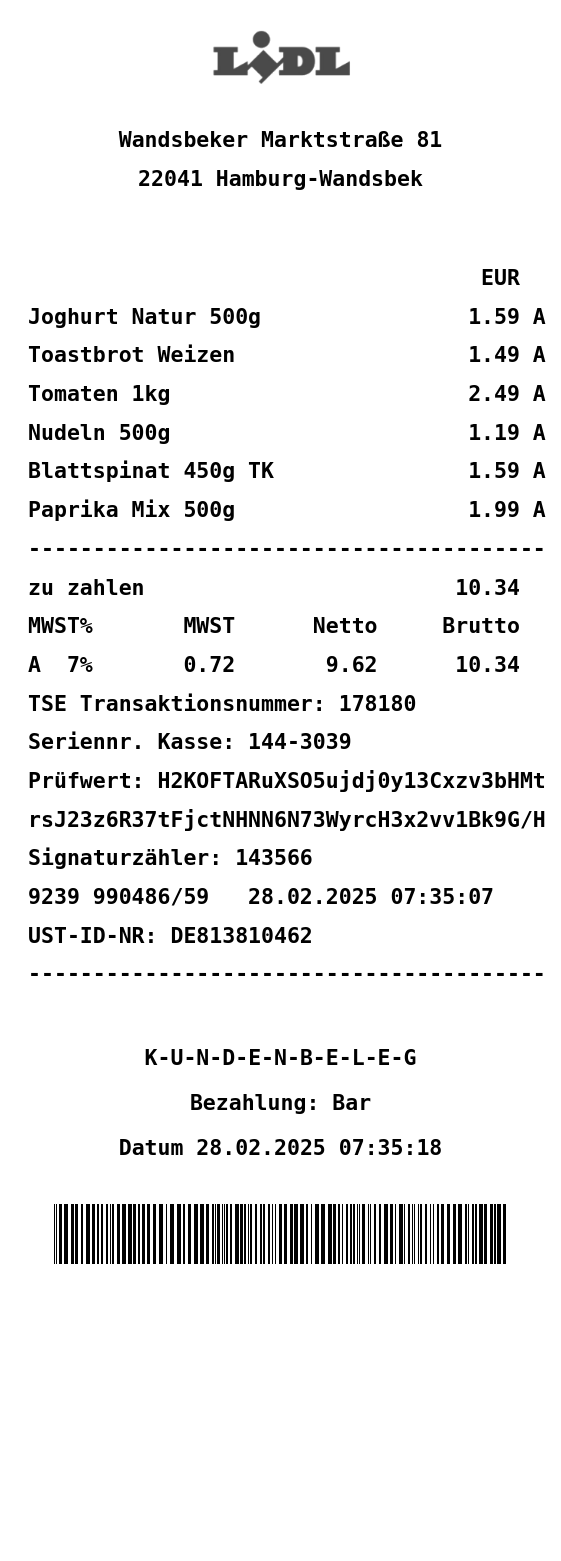 LIDL
Wandsbeker Marktstraße 81
22041 Hamburg-Wandsbek
EUR
Joghurt Natur 500g 1.59 A
Toastbrot Weizen 1.49 A
Tomaten 1kg 2.49 A
Nudeln 500g 1.19 A
Blattspinat 450g TK 1.59 A
Paprika Mix 500g 1.99 A
----------------------------------------
zu zahlen 10.34
MWST% MWST Netto Brutto
A 7% 0.72 9.62 10.34
TSE Transaktionsnummer: 178180
Seriennr. Kasse: 144-3039
Prüfwert: H2KOFTARuXSO5ujdj0y13Cxzv3bHMt
rsJ23z6R37tFjctNHNN6N73WyrcH3x2vv1Bk9G/H
Signaturzähler: 143566
9239 990486/59 28.02.2025 07:35:07
UST-ID-NR: DE813810462
----------------------------------------
K-U-N-D-E-N-B-E-L-E-G
Bezahlung: Bar
Datum 28.02.2025 07:35:18